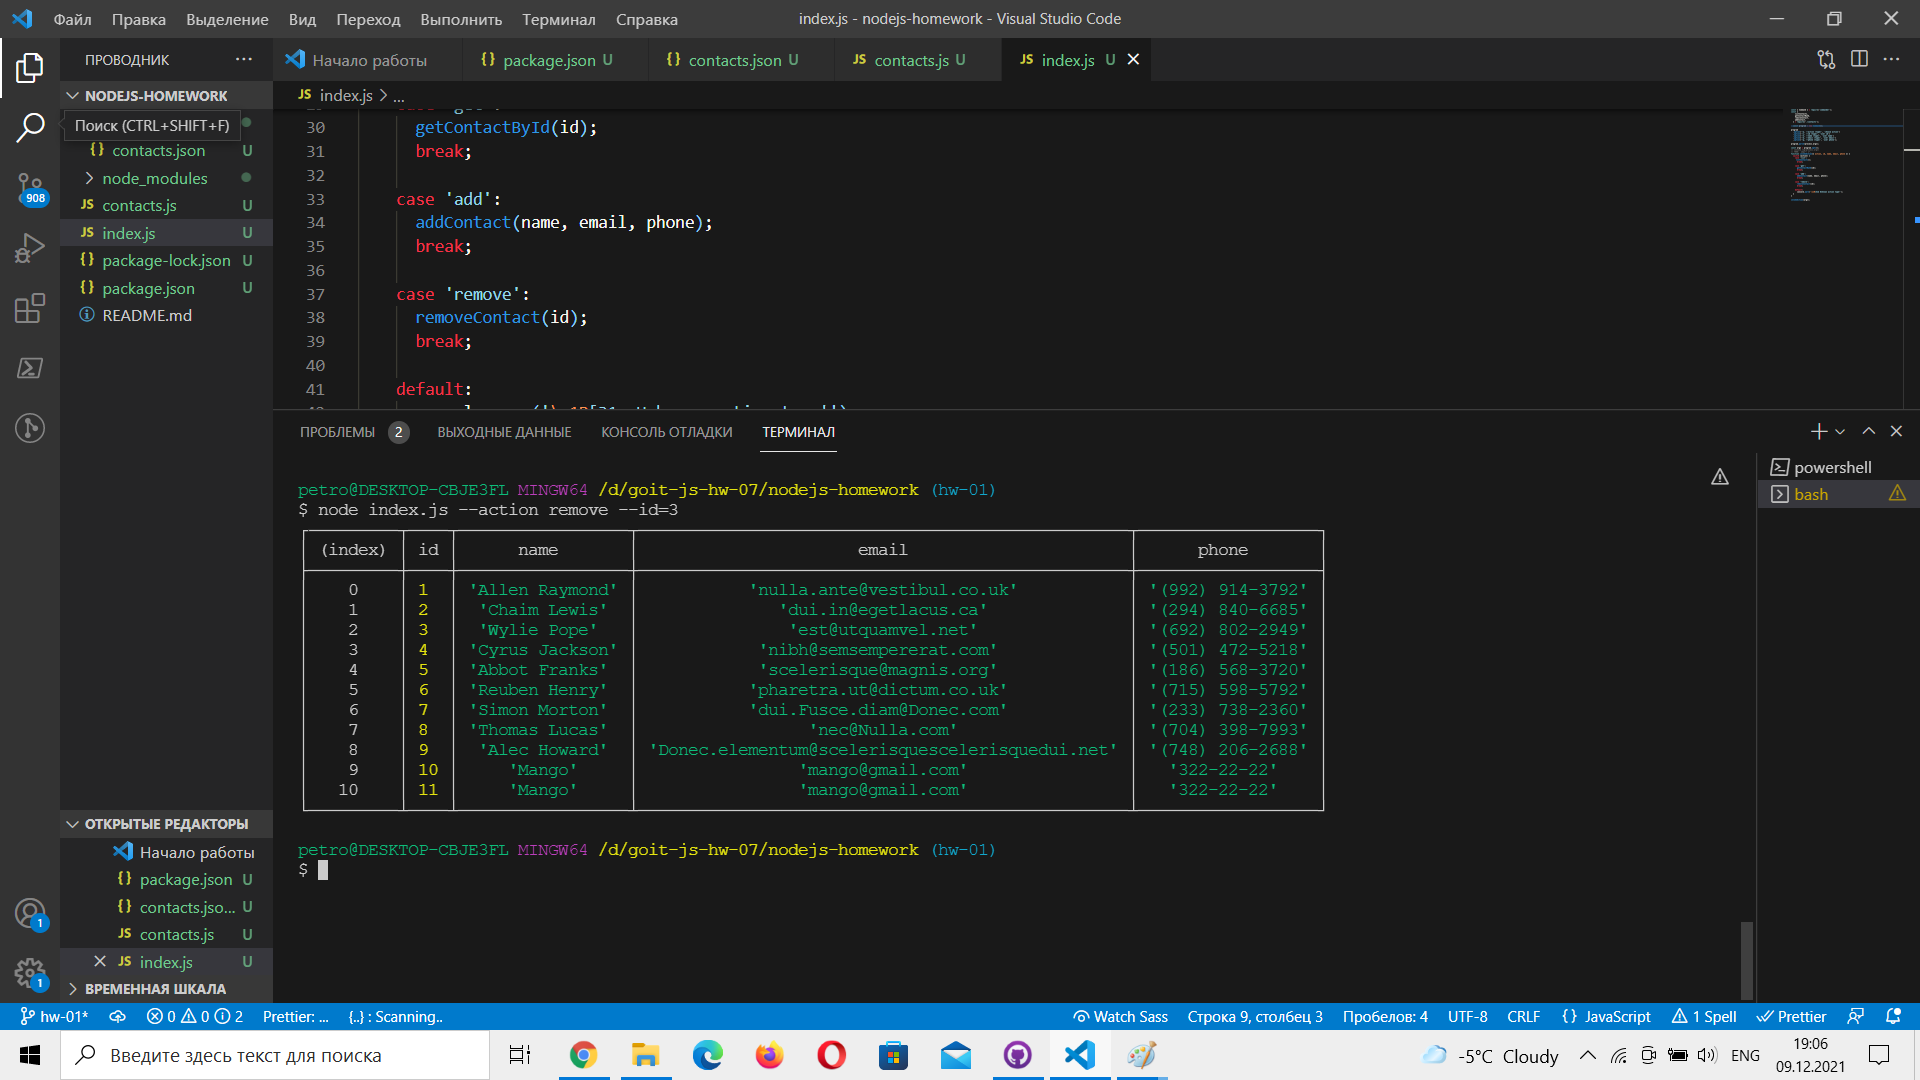 Файл Правка Выделение Вид Переход Выполнить Терминал Справка
index.js - nodejs-homework - Visual Studio Code
ПРОВОДНИК
Начало работы
package.json U
contacts.json U
contacts.js U
index.js U
NODEJS-HOMEWORK
index.js > ...
Поиск (CTRL+SHIFT+F)
contacts.json U
node_modules
contacts.js U
index.js U
package-lock.json U
package.json U
README.md
908
30 getContactById(id);
31 break;
32
33 case 'add':
34 addContact(name, email, phone);
35 break;
36
37 case 'remove':
38 removeContact(id);
39 break;
40
41 default:
ПРОБЛЕМЫ 2 ВЫХОДНЫЕ ДАННЫЕ КОНСОЛЬ ОТЛАДКИ ТЕРМИНАЛ
powershell
bash
petro@DESKTOP-CBJE3FL MINGW64 /d/goit-js-hw-07/nodejs-homework (hw-01)
$ node index.js --action remove --id=3
(index) id name email phone
0 1 'Allen Raymond' 'nulla.ante@vestibul.co.uk' '(992) 914-3792'
1 2 'Chaim Lewis' 'dui.in@egetlacus.ca' '(294) 840-6685'
2 3 'Wylie Pope' 'est@utquamvel.net' '(692) 802-2949'
3 4 'Cyrus Jackson' 'nibh@semsempererat.com' '(501) 472-5218'
4 5 'Abbot Franks' 'scelerisque@magnis.org' '(186) 568-3720'
5 6 'Reuben Henry' 'pharetra.ut@dictum.co.uk' '(715) 598-5792'
6 7 'Simon Morton' 'dui.Fusce.diam@Donec.com' '(233) 738-2360'
7 8 'Thomas Lucas' 'nec@Nulla.com' '(704) 398-7993'
8 9 'Alec Howard' 'Donec.elementum@scelerisquescelerisquedui.net' '(748) 206-2688'
9 10 'Mango' 'mango@gmail.com' '322-22-22'
10 11 'Mango' 'mango@gmail.com' '322-22-22'
petro@DESKTOP-CBJE3FL MINGW64 /d/goit-js-hw-07/nodejs-homework (hw-01)
$
ОТКРЫТЫЕ РЕДАКТОРЫ
Начало работы
package.json U
contacts.jso... U
contacts.js U
index.js U
ВРЕМЕННАЯ ШКАЛА
1
1
hw-01* 0 0 2 Prettier: ... {..} : Scanning.. Watch Sass Строка 9, столбец 3 Пробелов: 4 UTF-8 CRLF {} JavaScript 1 Spell Prettier
Введите здесь текст для поиска
-5°C Cloudy ENG
19:06
09.12.2021